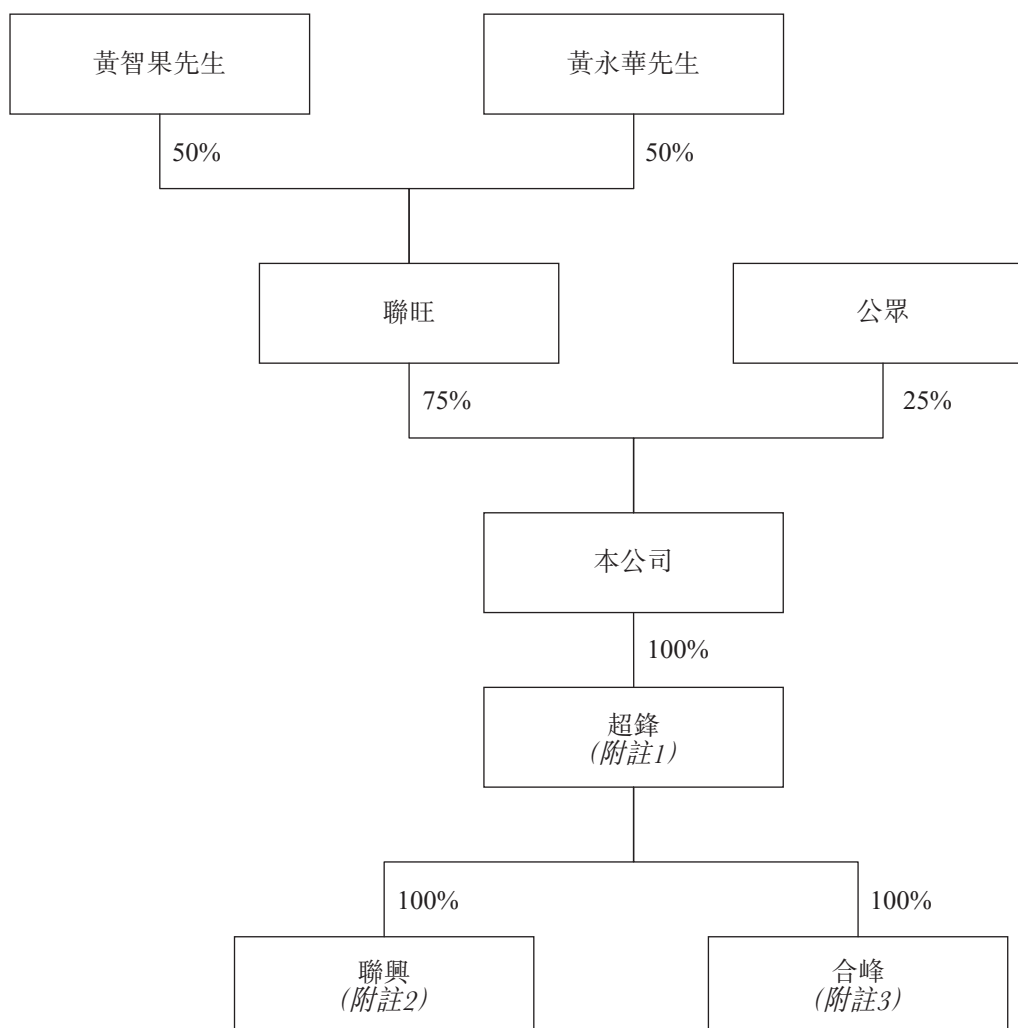 黃智果先生
黃永華先生
50%
50%
聯旺
公眾
75%
25%
本公司
100%
超鋒
(附註1)
100%
100%
聯興
(附註2)
合峰
(附註3)